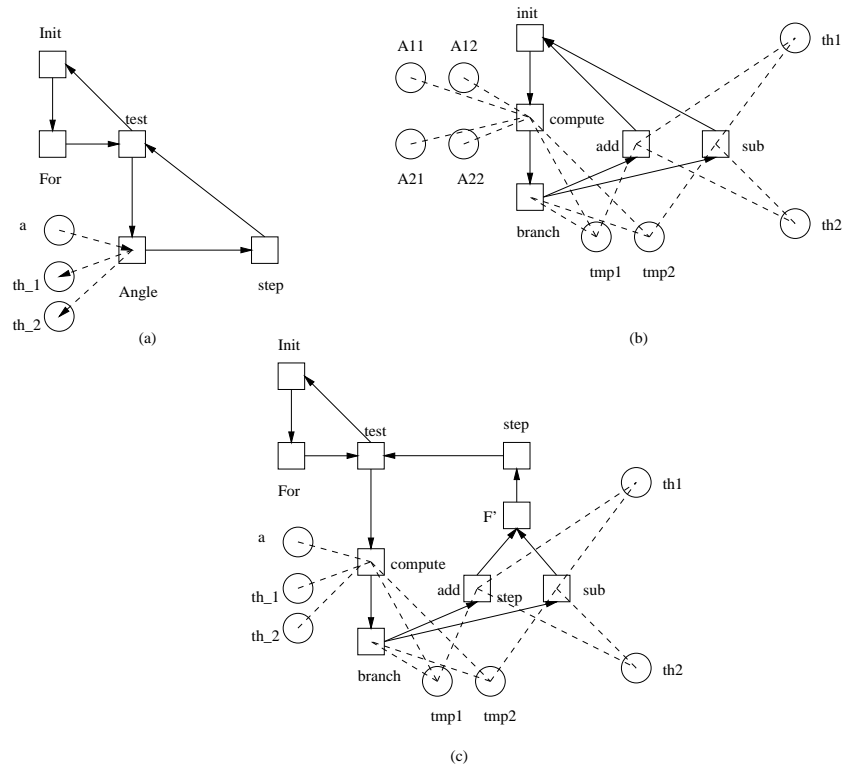 Init
test
For
a
th_1
Angle
step
th_2
(a)
init
A11
A12
th1
compute
add
sub
A21
A22
branch
th2
tmp1
tmp2
(b)
Init
test
step
For
th1
F'
a
compute
th_1
add
step
sub
th_2
branch
th2
tmp1
tmp2
(c)